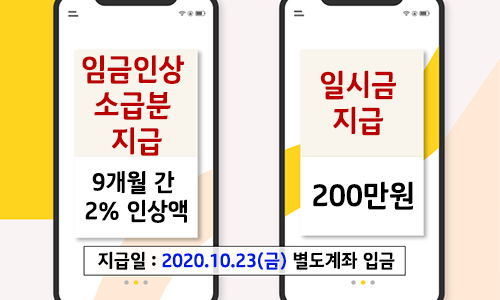 임금인상
소급분
지급
9개월 간
2% 인상액
일시금
지급
200만원
지급일 : 2020.10.23(금) 별도계좌 입금